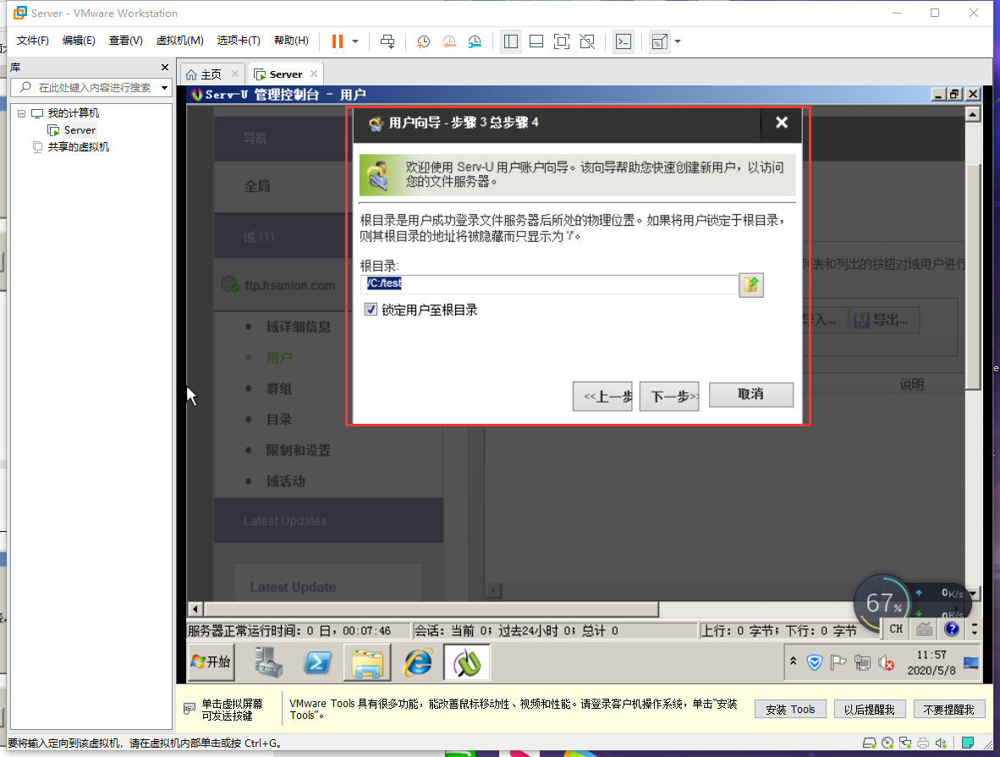 Server - VMware Workstation
文件(F) 编辑(E) 查看(V) 虚拟机(M) 选项卡(T) 帮助(H)
库
在此处键入内容进行搜索
我的计算机
Server
共享的虚拟机
主页
Server
Serv-U 管理控制台 - 用户
导航
全局
域 (1)
ftp.hsunion.com
域详细信息
用户
群组
目录
限制和设置
域活动
Latest Updates
Latest Update
用户向导 - 步骤 3 总步骤 4
欢迎使用 Serv-U 用户账户向导。该向导帮助您快速创建新用户，以访问
您的文件服务器。
根目录是用户成功登录文件服务器后所处的物理位置。如果将用户锁定于根目录，
则其根目录的地址将被隐藏而只显示为 '/'。
根目录:
/C:/test
锁定用户至根目录
<<上一步
下一步>>
取消
列表和列出的按钮对域用户进行
导入...
导出...
说明
67%
0K/s
0K/s
服务器正常运行时间: 0 日, 00:07:46
会话: 当前 0; 过去24小时 0; 总计 0
上行: 0 字节; 下行: 0 字节
CH
开始
11:57
2020/5/8
单击虚拟屏幕
可发送按键
VMware Tools 具有很多功能，能改善鼠标移动性、视频和性能。请登录客户机操作系统，单击“安装
Tools”。
安装 Tools
以后提醒我
不要提醒我
要将输入定向到该虚拟机，请在虚拟机内部单击或按 Ctrl+G。